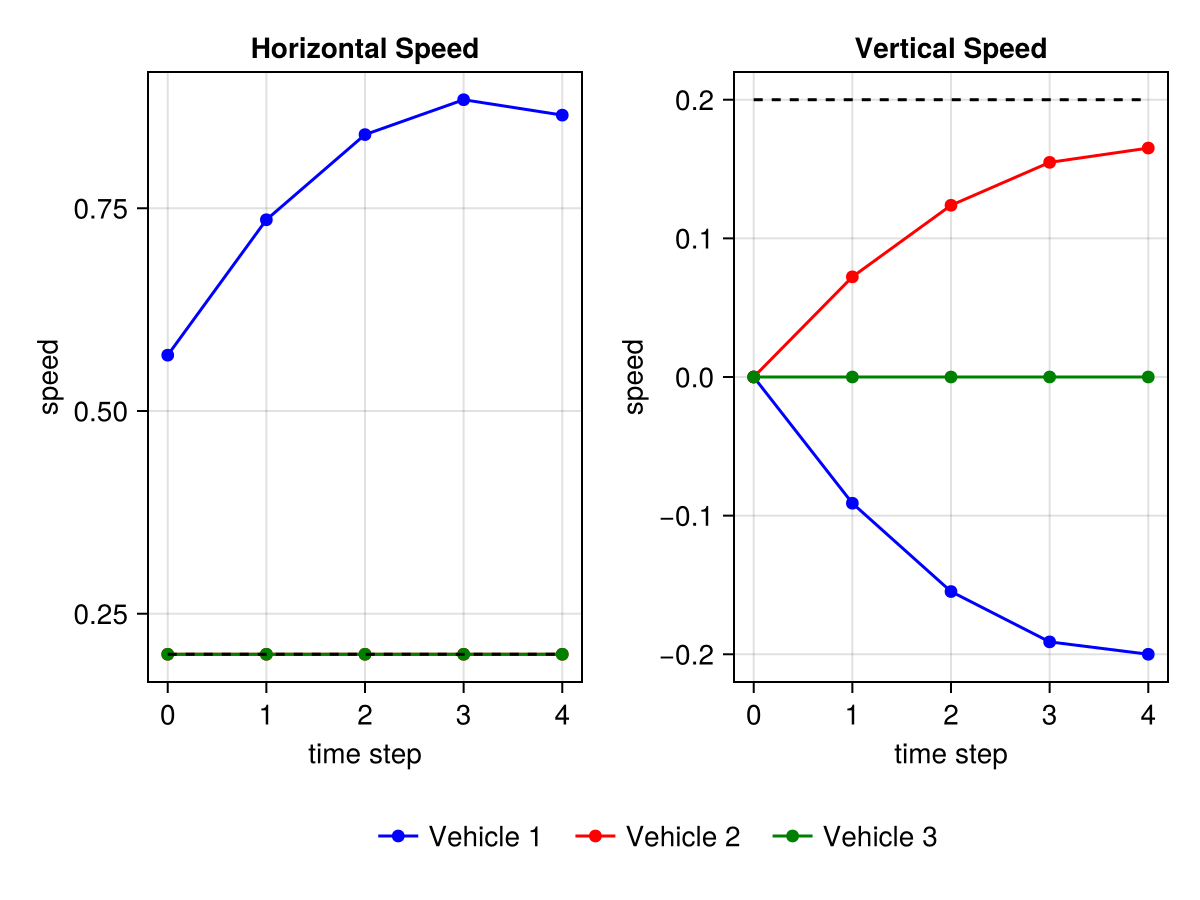 Horizontal Speed
speed
0.75
0.50
0.25
0 1 2 3 4
time step
Vertical Speed
speed
0.2
0.1
0.0
−0.1
−0.2
0 1 2 3 4
time step
Vehicle 1 Vehicle 2 Vehicle 3